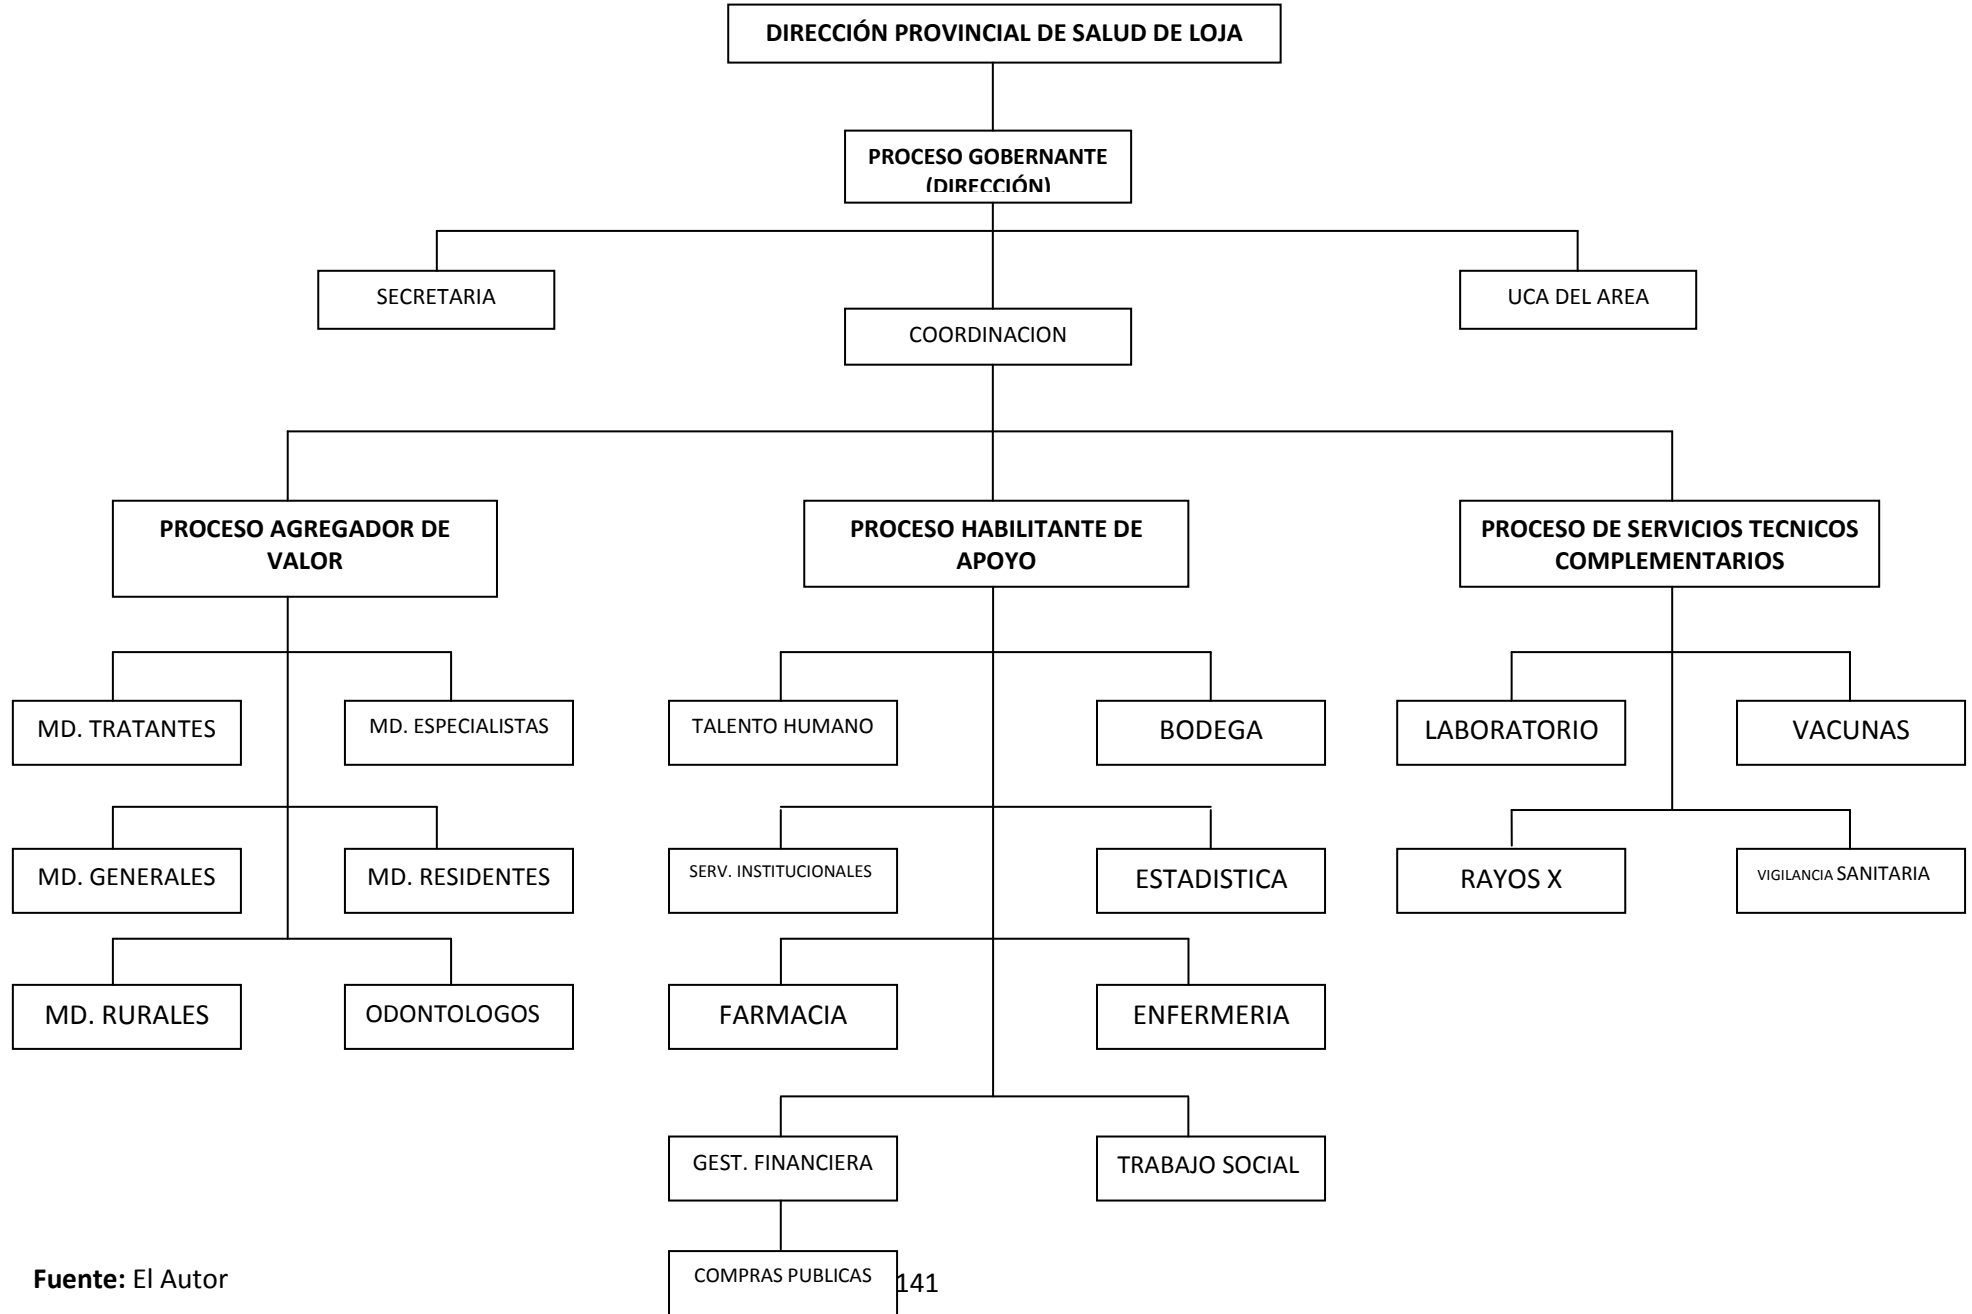 DIRECCIÓN PROVINCIAL DE SALUD DE LOJA
PROCESO GOBERNANTE
(DIRECCIÓN)
SECRETARIA
UCA DEL AREA
COORDINACION
PROCESO AGREGADOR DE
VALOR
PROCESO HABILITANTE DE
APOYO
PROCESO DE SERVICIOS TECNICOS
COMPLEMENTARIOS
MD. TRATANTES
MD. ESPECIALISTAS
TALENTO HUMANO
BODEGA
LABORATORIO
VACUNAS
MD. GENERALES
MD. RESIDENTES
SERV. INSTITUCIONALES
ESTADISTICA
RAYOS X
VIGILANCIA SANITARIA
MD. RURALES
ODONTOLOGOS
FARMACIA
ENFERMERIA
GEST. FINANCIERA
TRABAJO SOCIAL
COMPRAS PUBLICAS
Fuente: El Autor
141